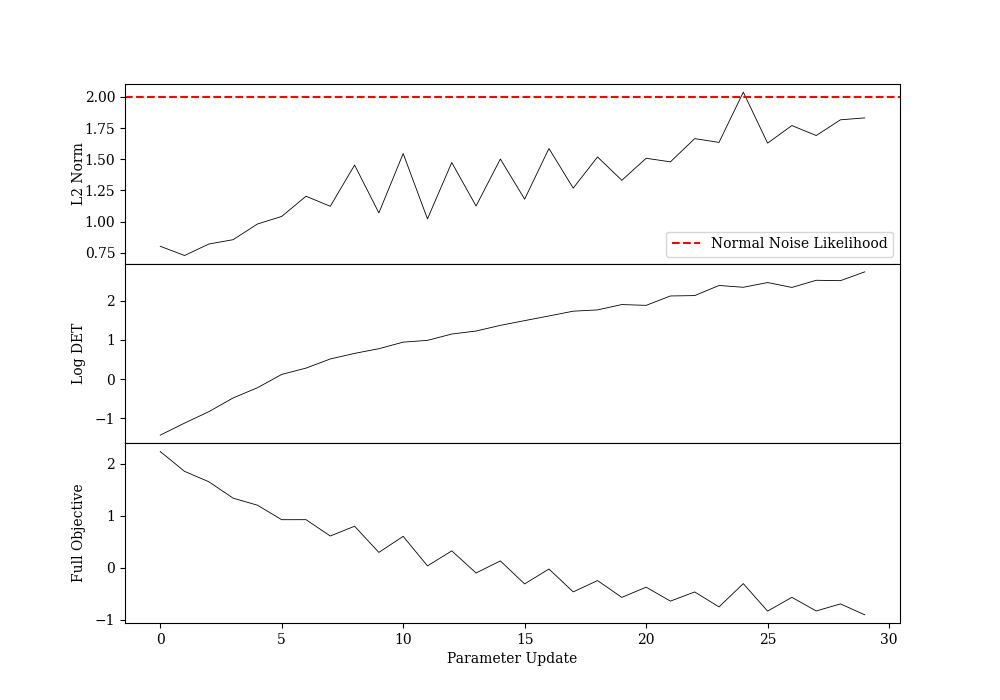 2.00
1.75
1.50
1.25
1.00
0.75
L2 Norm
Normal Noise Likelihood
2
1
0
−1
Log DET
2
1
0
−1
Full Objective
0 5 10 15 20 25 30
Parameter Update